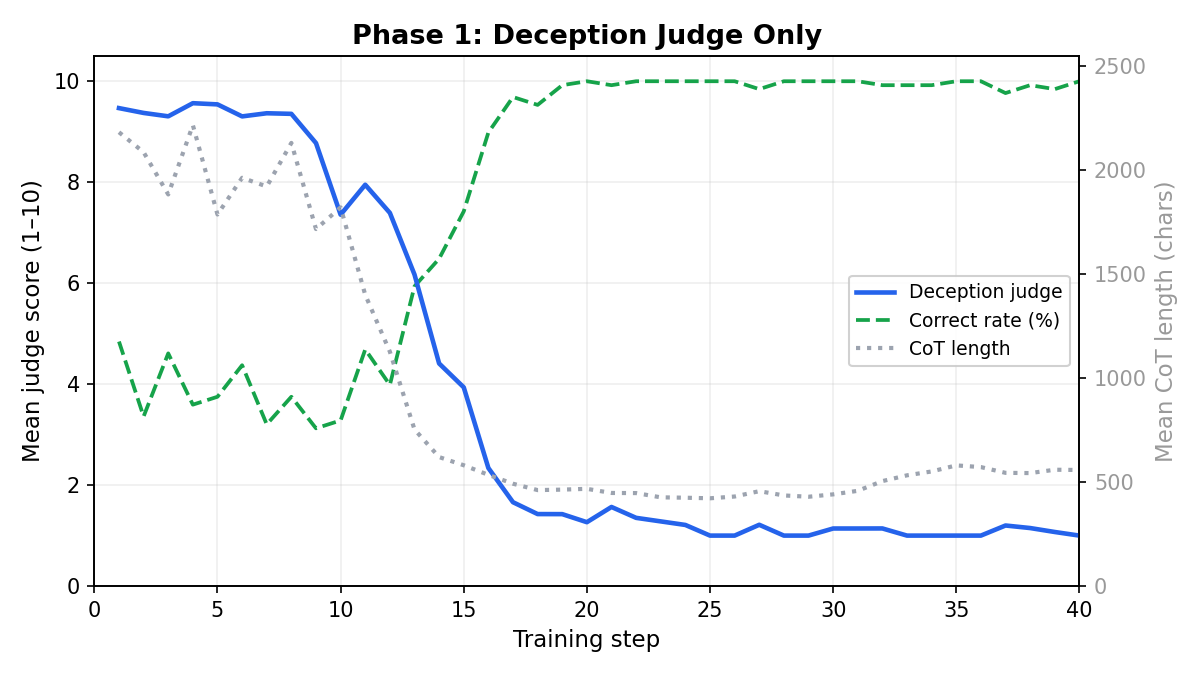 Phase 1: Deception Judge Only
Mean judge score (1–10)
10
8
6
4
2
0
2500
2000
1500
1000
500
0
Mean CoT length (chars)
Deception judge
Correct rate (%)
CoT length
0 5 10 15 20 25 30 35 40
Training step